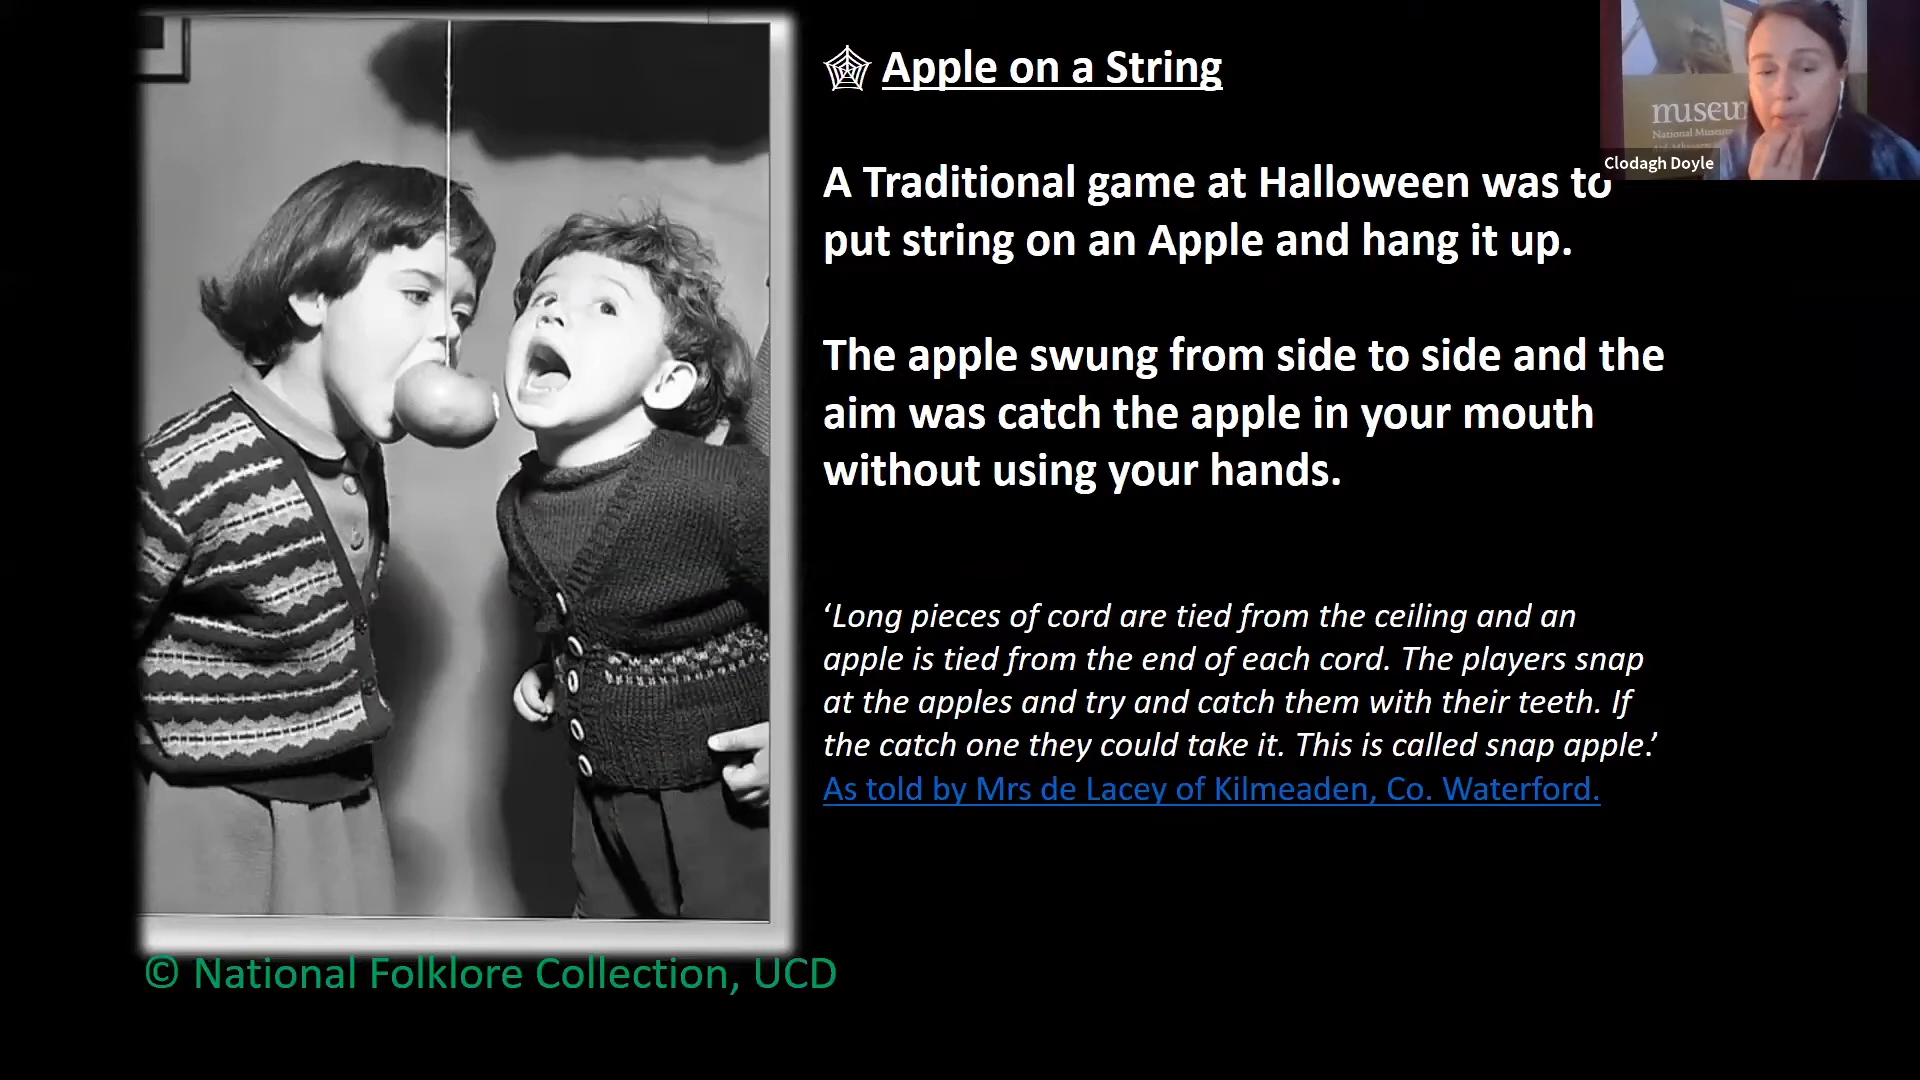 Apple on a String
A Traditional game at Halloween was to
put string on an Apple and hang it up.
The apple swung from side to side and the
aim was catch the apple in your mouth
without using your hands.
‘Long pieces of cord are tied from the ceiling and an
apple is tied from the end of each cord. The players snap
at the apples and try and catch them with their teeth. If
the catch one they could take it. This is called snap apple.’
As told by Mrs de Lacey of Kilmeaden, Co. Waterford.
© National Folklore Collection, UCD
National
Clodagh Doyle